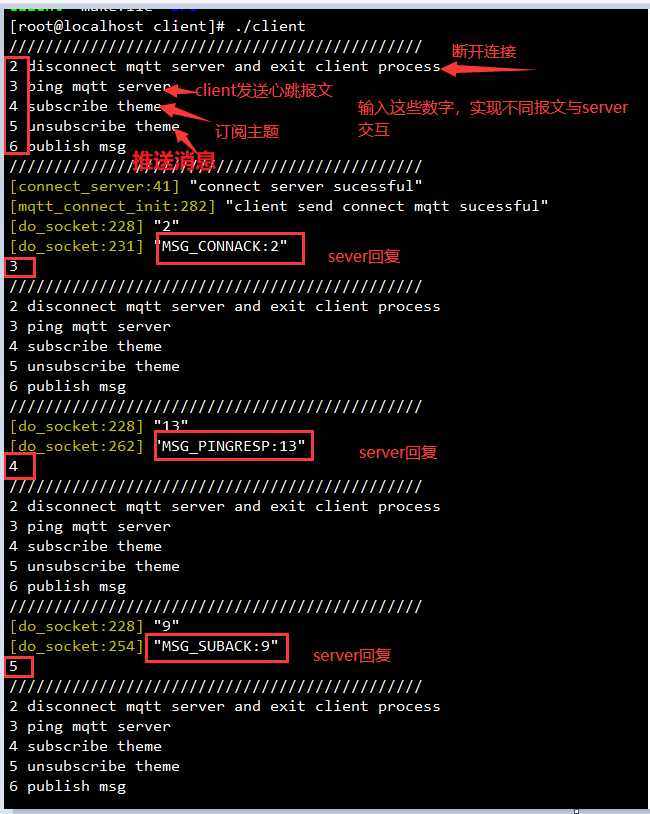 [root@localhost client]# ./client
//////////////////////////////////////////////
2 disconnect mqtt server and exit client process
断开连接
3 ping mqtt server
client发送心跳报文
4 subscribe theme
输入这些数字，实现不同报文与server
交互
5 unsubscribe theme
订阅主题
6 publish msg
推送消息
//////////////////////////////////////////////
[connect_server:41] "connect server sucessful"
[mqtt_connect_init:282] "client send connect mqtt sucessful"
[do_socket:228] "2"
[do_socket:231] "MSG_CONNACK:2"
sever回复
3
//////////////////////////////////////////////
2 disconnect mqtt server and exit client process
3 ping mqtt server
4 subscribe theme
5 unsubscribe theme
6 publish msg
//////////////////////////////////////////////
[do_socket:228] "13"
[do_socket:262] "MSG_PINGRESP:13"
server回复
4
//////////////////////////////////////////////
2 disconnect mqtt server and exit client process
3 ping mqtt server
4 subscribe theme
5 unsubscribe theme
6 publish msg
//////////////////////////////////////////////
[do_socket:228] "9"
[do_socket:254] "MSG_SUBACK:9"
server回复
5
//////////////////////////////////////////////
2 disconnect mqtt server and exit client process
3 ping mqtt server
4 subscribe theme
5 unsubscribe theme
6 publish msg